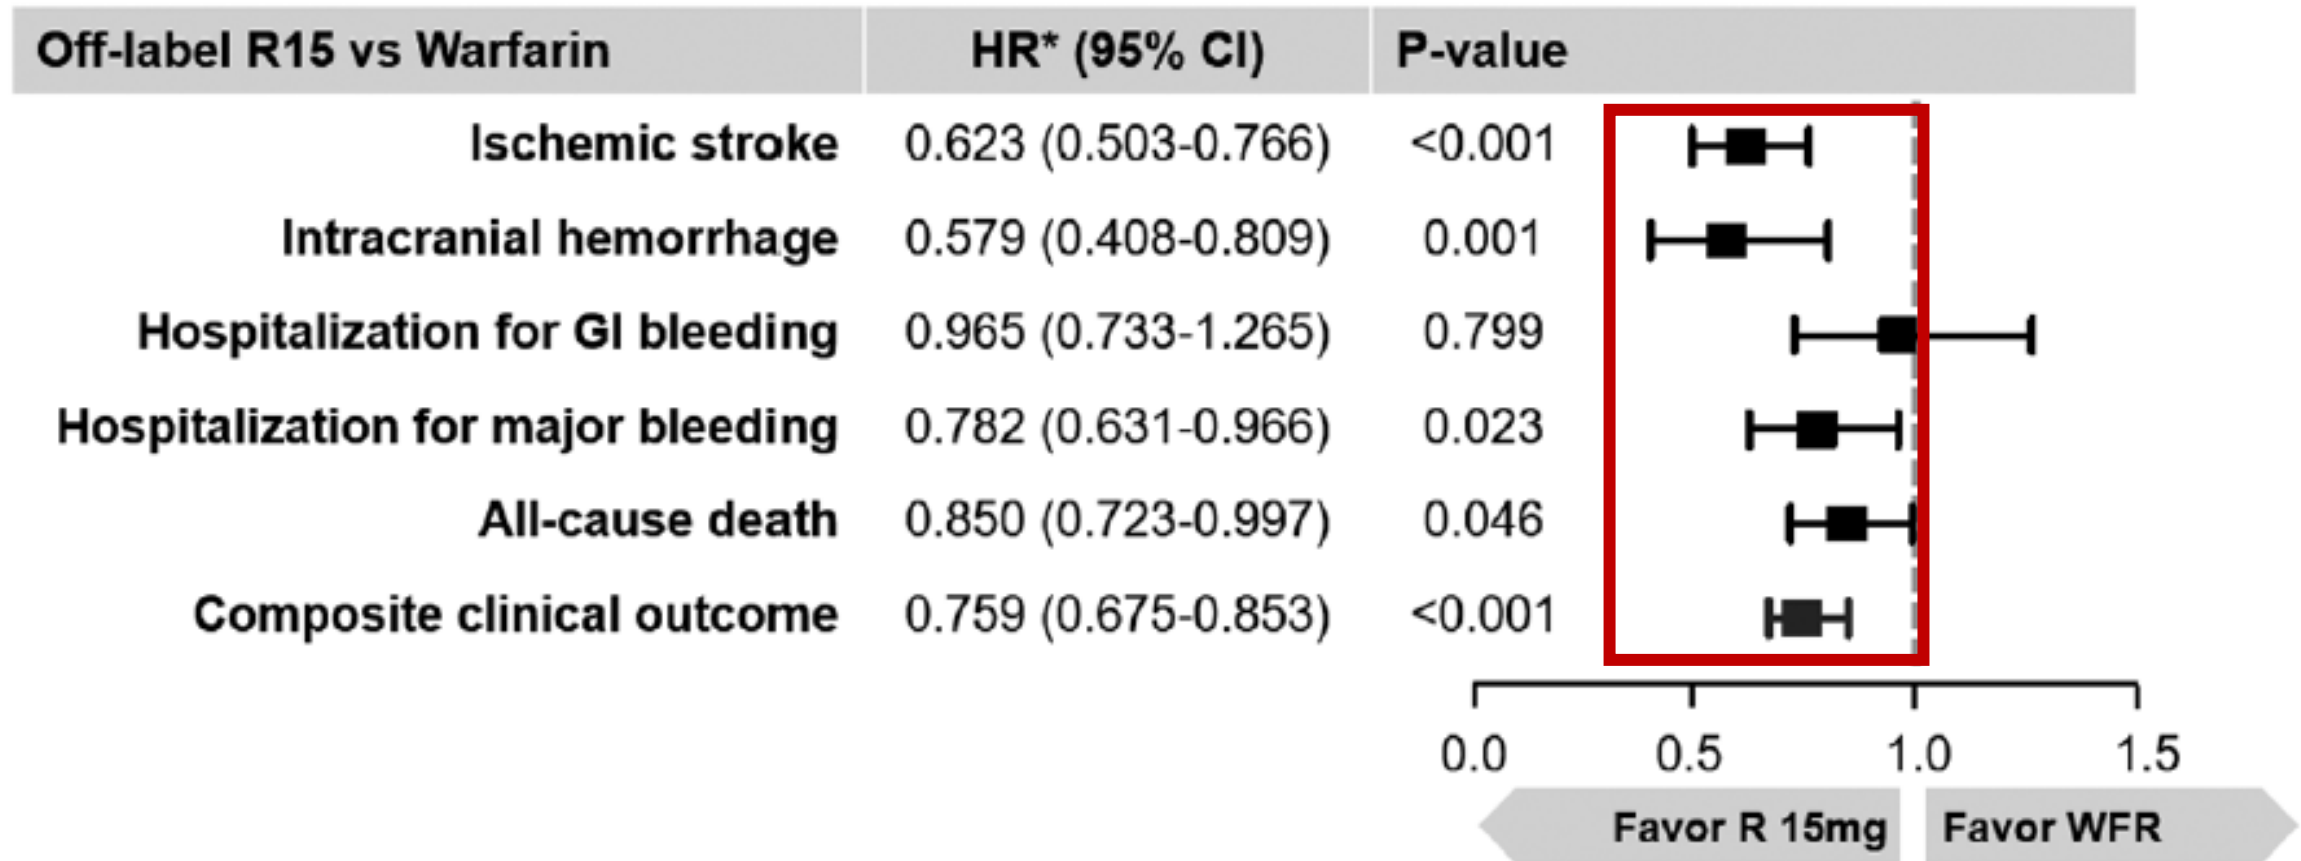 Off-label R15 vs Warfarin HR* (95% CI) P-value
Ischemic stroke 0.623 (0.503-0.766) <0.001
Intracranial hemorrhage 0.579 (0.408-0.809) 0.001
Hospitalization for GI bleeding 0.965 (0.733-1.265) 0.799
Hospitalization for major bleeding 0.782 (0.631-0.966) 0.023
All-cause death 0.850 (0.723-0.997) 0.046
Composite clinical outcome 0.759 (0.675-0.853) <0.001
0.0 0.5 1.0 1.5
Favor R 15mg Favor WFR